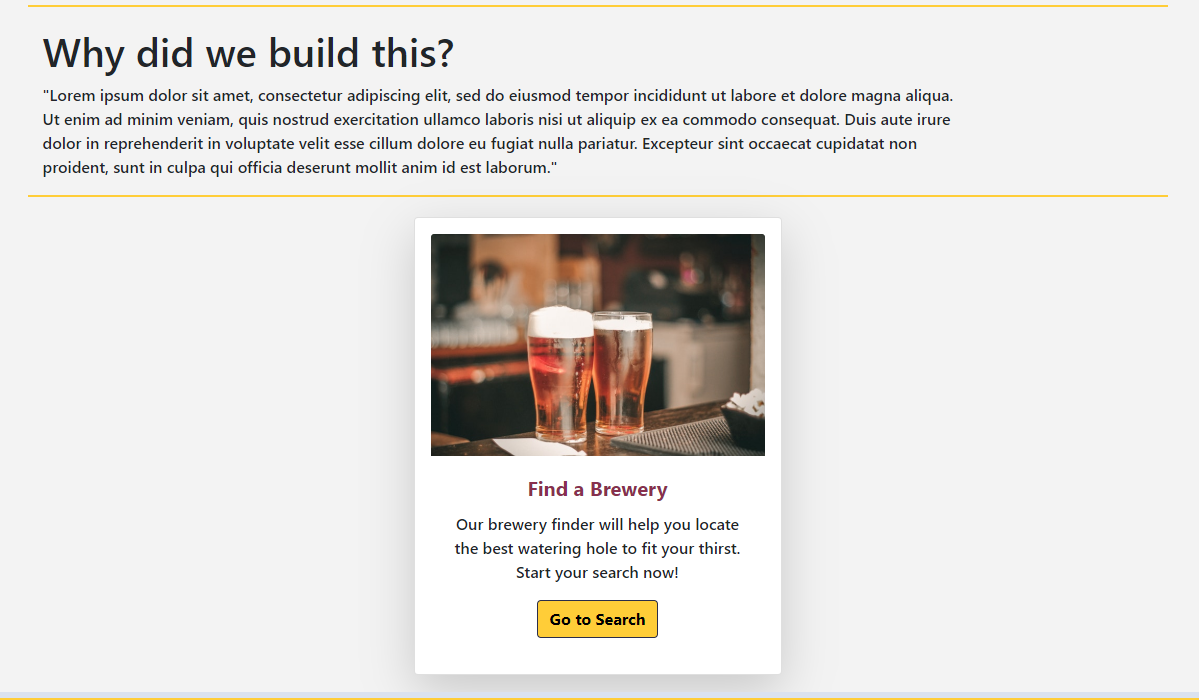 Why did we build this?
"Lorem ipsum dolor sit amet, consectetur adipiscing elit, sed do eiusmod tempor incididunt ut labore et dolore magna aliqua.
Ut enim ad minim veniam, quis nostrud exercitation ullamco laboris nisi ut aliquip ex ea commodo consequat. Duis aute irure
dolor in reprehenderit in voluptate velit esse cillum dolore eu fugiat nulla pariatur. Excepteur sint occaecat cupidatat non
proident, sunt in culpa qui officia deserunt mollit anim id est laborum."
Find a Brewery
Our brewery finder will help you locate
the best watering hole to fit your thirst.
Start your search now!
Go to Search